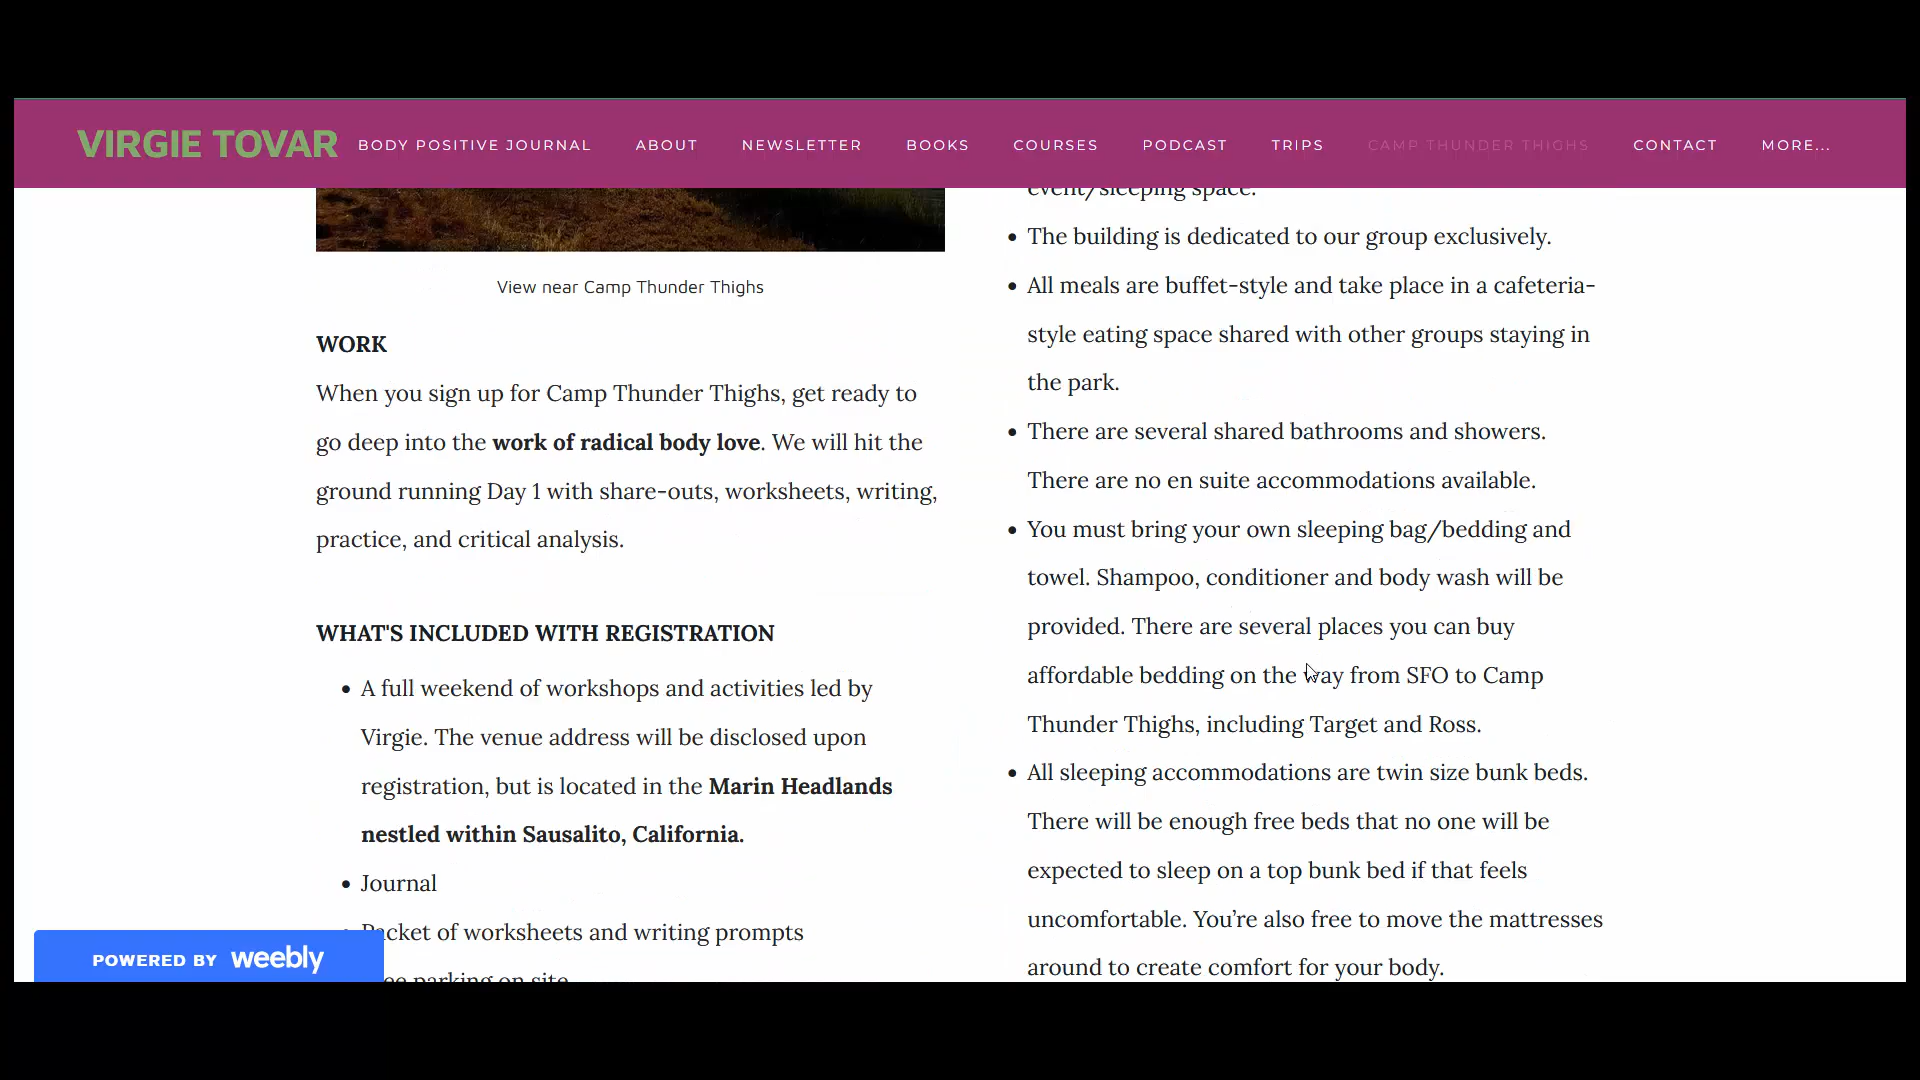 VIRGIE TOVAR
BODY POSITIVE JOURNAL
ABOUT
NEWSLETTER
BOOKS
COURSES
PODCAST
TRIPS
CAMP THUNDER THIGHS
CONTACT
MORE...
View near Camp Thunder Thighs
WORK
When you sign up for Camp Thunder Thighs, get ready to
go deep into the work of radical body love. We will hit the
ground running Day 1 with share-outs, worksheets, writing,
practice, and critical analysis.
WHAT'S INCLUDED WITH REGISTRATION
• A full weekend of workshops and activities led by
Virgie. The venue address will be disclosed upon
registration, but is located in the Marin Headlands
nestled within Sausalito, California.
• Journal
• Packet of worksheets and writing prompts
parking on site
POWERED BY weebly
event/sleeping space.
• The building is dedicated to our group exclusively.
• All meals are buffet-style and take place in a cafeteria-
style eating space shared with other groups staying in
the park.
• There are several shared bathrooms and showers.
There are no en suite accommodations available.
• You must bring your own sleeping bag/bedding and
towel. Shampoo, conditioner and body wash will be
provided. There are several places you can buy
affordable bedding on the way from SFO to Camp
Thunder Thighs, including Target and Ross.
• All sleeping accommodations are twin size bunk beds.
There will be enough free beds that no one will be
expected to sleep on a top bunk bed if that feels
uncomfortable. You’re also free to move the mattresses
around to create comfort for your body.